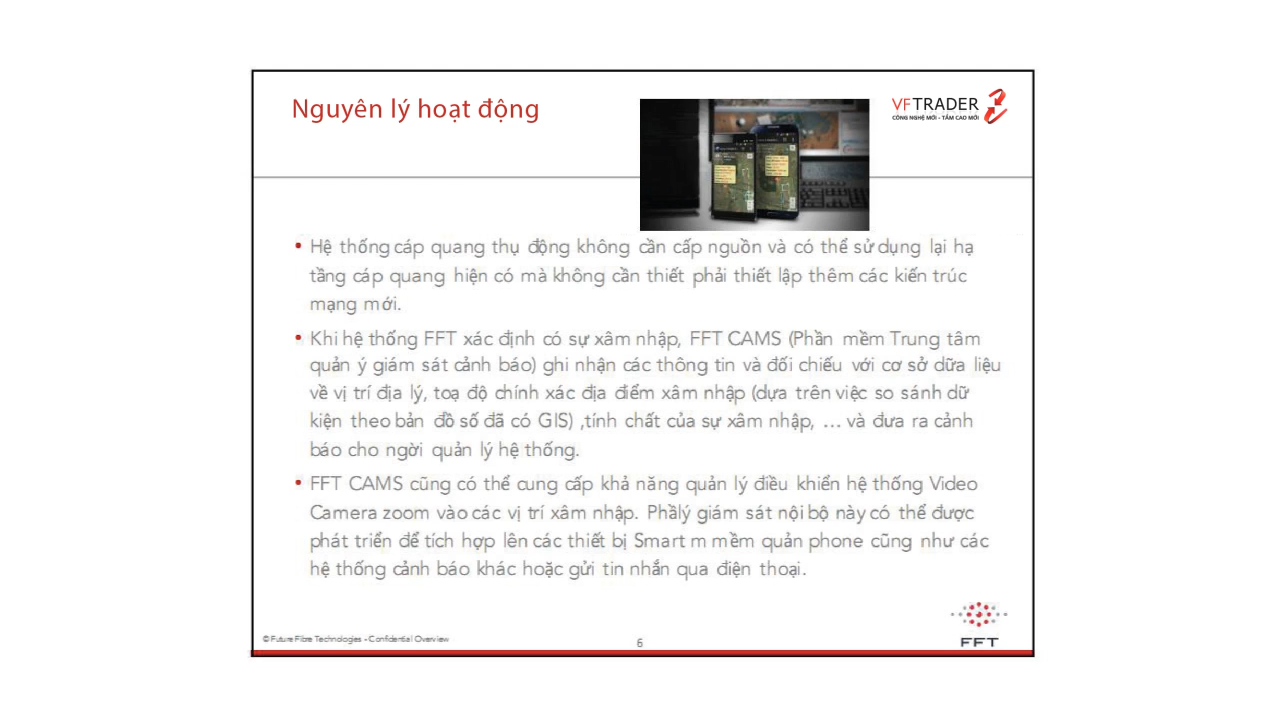 Nguyên lý hoạt động
VFTRADER
CÔNG NGHỆ MỚI - TẦM CAO MỚI
• Hệ thống cáp quang thụ động không cần cấp nguồn và có thể sử dụng lại hạ
tầng cáp quang hiện có mà không cần thiết phải thiết lập thêm các kiến trúc
mạng mới.
• Khi hệ thống FFT xác định có sự xâm nhập, FFT CAMS (Phần mềm Trung tâm
quản ý giám sát cảnh báo) ghi nhận các thông tin và đối chiếu với cơ sở dữa liệu
về vị trí địa lý, toạ độ chính xác địa điểm xâm nhập (dựa trên việc so sánh dữ
kiện theo bản đồ số đã có GIS) ,tính chất của sự xâm nhập, ... và đưa ra cảnh
báo cho ngời quản lý hệ thống.
• FFT CAMS cũng có thể cung cấp khả năng quản lý điều khiển hệ thống Video
Camera zoom vào các vị trí xâm nhập. Phầlý giám sát nội bộ này có thể được
phát triển để tích hợp lên các thiết bị Smart m mềm quản phone cũng như các
hệ thống cảnh báo khác hoặc gửi tin nhắn qua điện thoại.
© Future Fibre Technologies - Confidential Overview
6
FFT